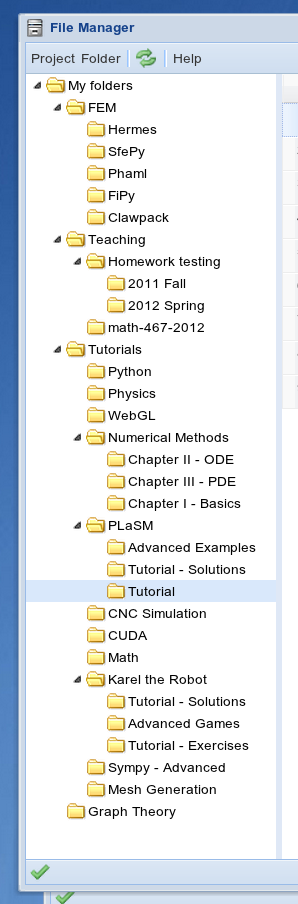 File Manager
Project Folder Help
My folders
FEM
Hermes
SfePy
Phaml
FiPy
Clawpack
Teaching
Homework testing
2011 Fall
2012 Spring
math-467-2012
Tutorials
Python
Physics
WebGL
Numerical Methods
Chapter II - ODE
Chapter III - PDE
Chapter I - Basics
PLaSM
Advanced Examples
Tutorial - Solutions
Tutorial
CNC Simulation
CUDA
Math
Karel the Robot
Tutorial - Solutions
Advanced Games
Tutorial - Exercises
Sympy - Advanced
Mesh Generation
Graph Theory